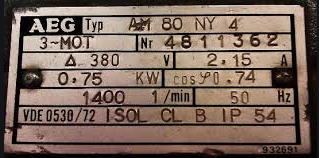 AEG Typ AM 80 NY 4
3~MOT Nr 4811362
Δ 380 V 2.15 A
0.75 KW cosφ 0.74
1400 1/min 50 Hz
VDE 0530/72 ISOL CL B IP 54
932691